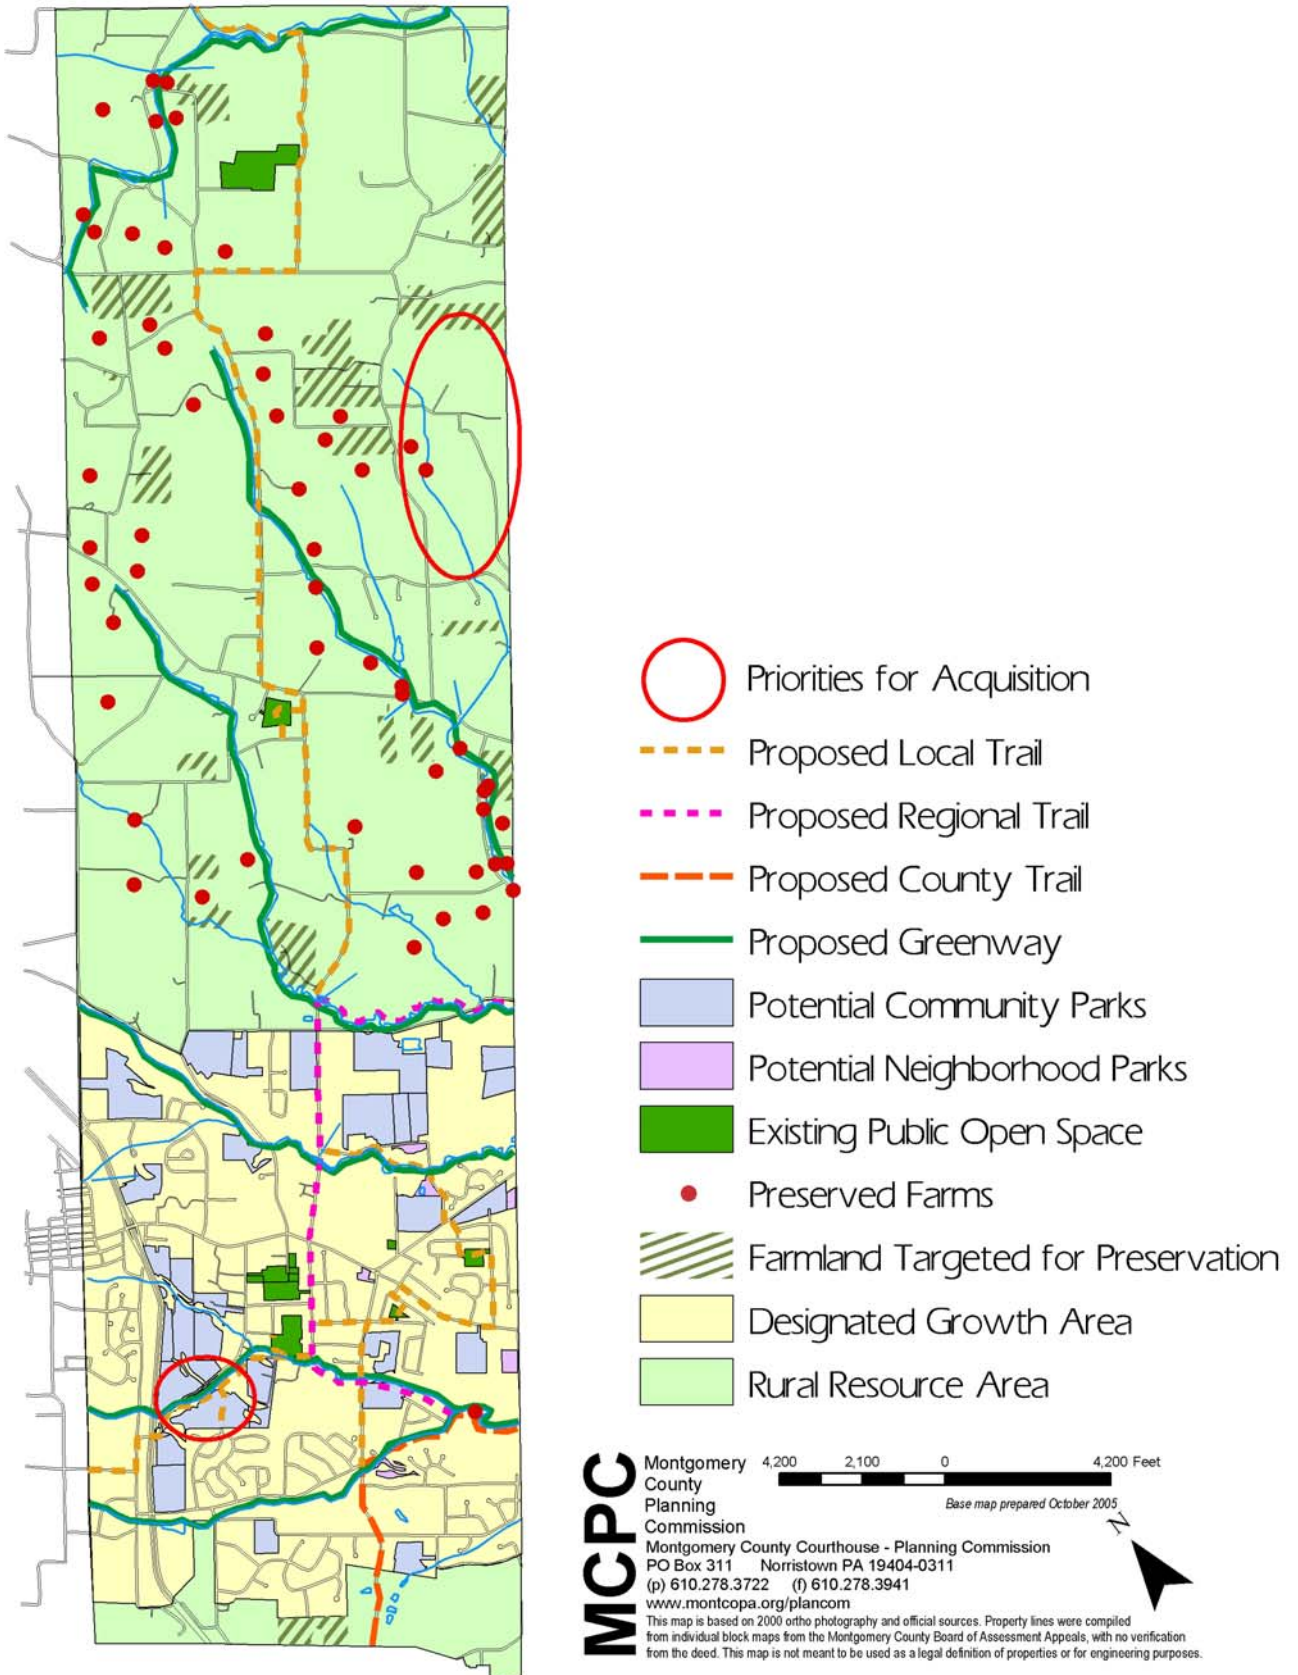 Priorities for Acquisition
Proposed Local Trail
Proposed Regional Trail
Proposed County Trail
Proposed Greenway
Potential Community Parks
Potential Neighborhood Parks
Existing Public Open Space
Preserved Farms
Farmland Targeted for Preservation
Designated Growth Area
Rural Resource Area
MCPC
Montgomery
County
Planning
Commission
4,200 2,100 0 4,200 Feet
Base map prepared October 2005
N
Montgomery County Courthouse - Planning Commission
PO Box 311 Norristown PA 19404-0311
(p) 610.278.3722 (f) 610.278.3941
www.montcopa.org/plancom
This map is based on 2000 ortho photography and official sources. Property lines were compiled
from individual block maps from the Montgomery County Board of Assessment Appeals, with no verification
from the deed. This map is not meant to be used as a legal definition of properties or for engineering purposes.